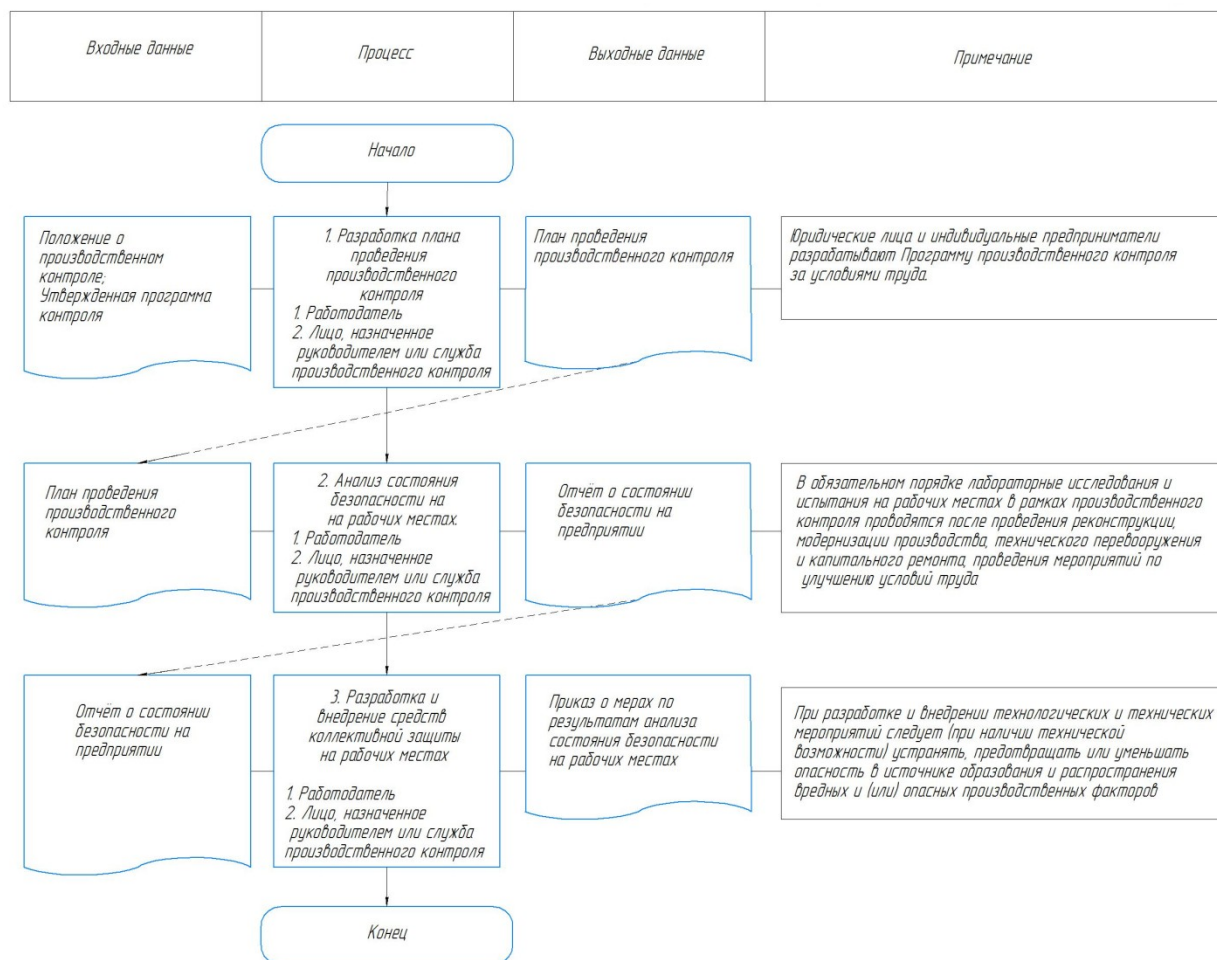 Входные данные
Процесс
Выходные данные
Примечание
Начало
Положение о
производственном
контроле;
Утвержденная программа
контроля
1. Разработка плана
проведения
производственного
контроля
1. Работодатель
2. Лицо, назначенное
руководителем или служба
производственного контроля
План проведения
производственного контроля
Юридические лица и индивидуальные предприниматели
разрабатывают Программу производственного контроля
за условиями труда.
План проведения
производственного
контроля
2. Анализ состояния
безопасности на
на рабочих местах.
1. Работодатель
2. Лицо, назначенное
руководителем или служба
производственного контроля
Отчёт о состоянии
безопасности на
предприятии
В обязательном порядке лабораторные исследования и
испытания на рабочих местах в рамках производственного
контроля проводятся после проведения реконструкции,
модернизации производства, технического перевооружения
и капитального ремонта, проведения мероприятий по
улучшению условий труда
Отчёт о состоянии
безопасности на
предприятии
3. Разработка и
внедрение средств
коллективной защиты
на рабочих местах
1. Работодатель
2. Лицо, назначенное
руководителем или служба
производственного контроля
Приказ о мерах по
результатам анализа
состояния безопасности
на рабочих местах
При разработке и внедрении технологических и технических
мероприятий следует (при наличии технической
возможности) устранять, предотвращать или уменьшать
опасность в источнике образования и распространения
вредных и (или) опасных производственных факторов
Конец